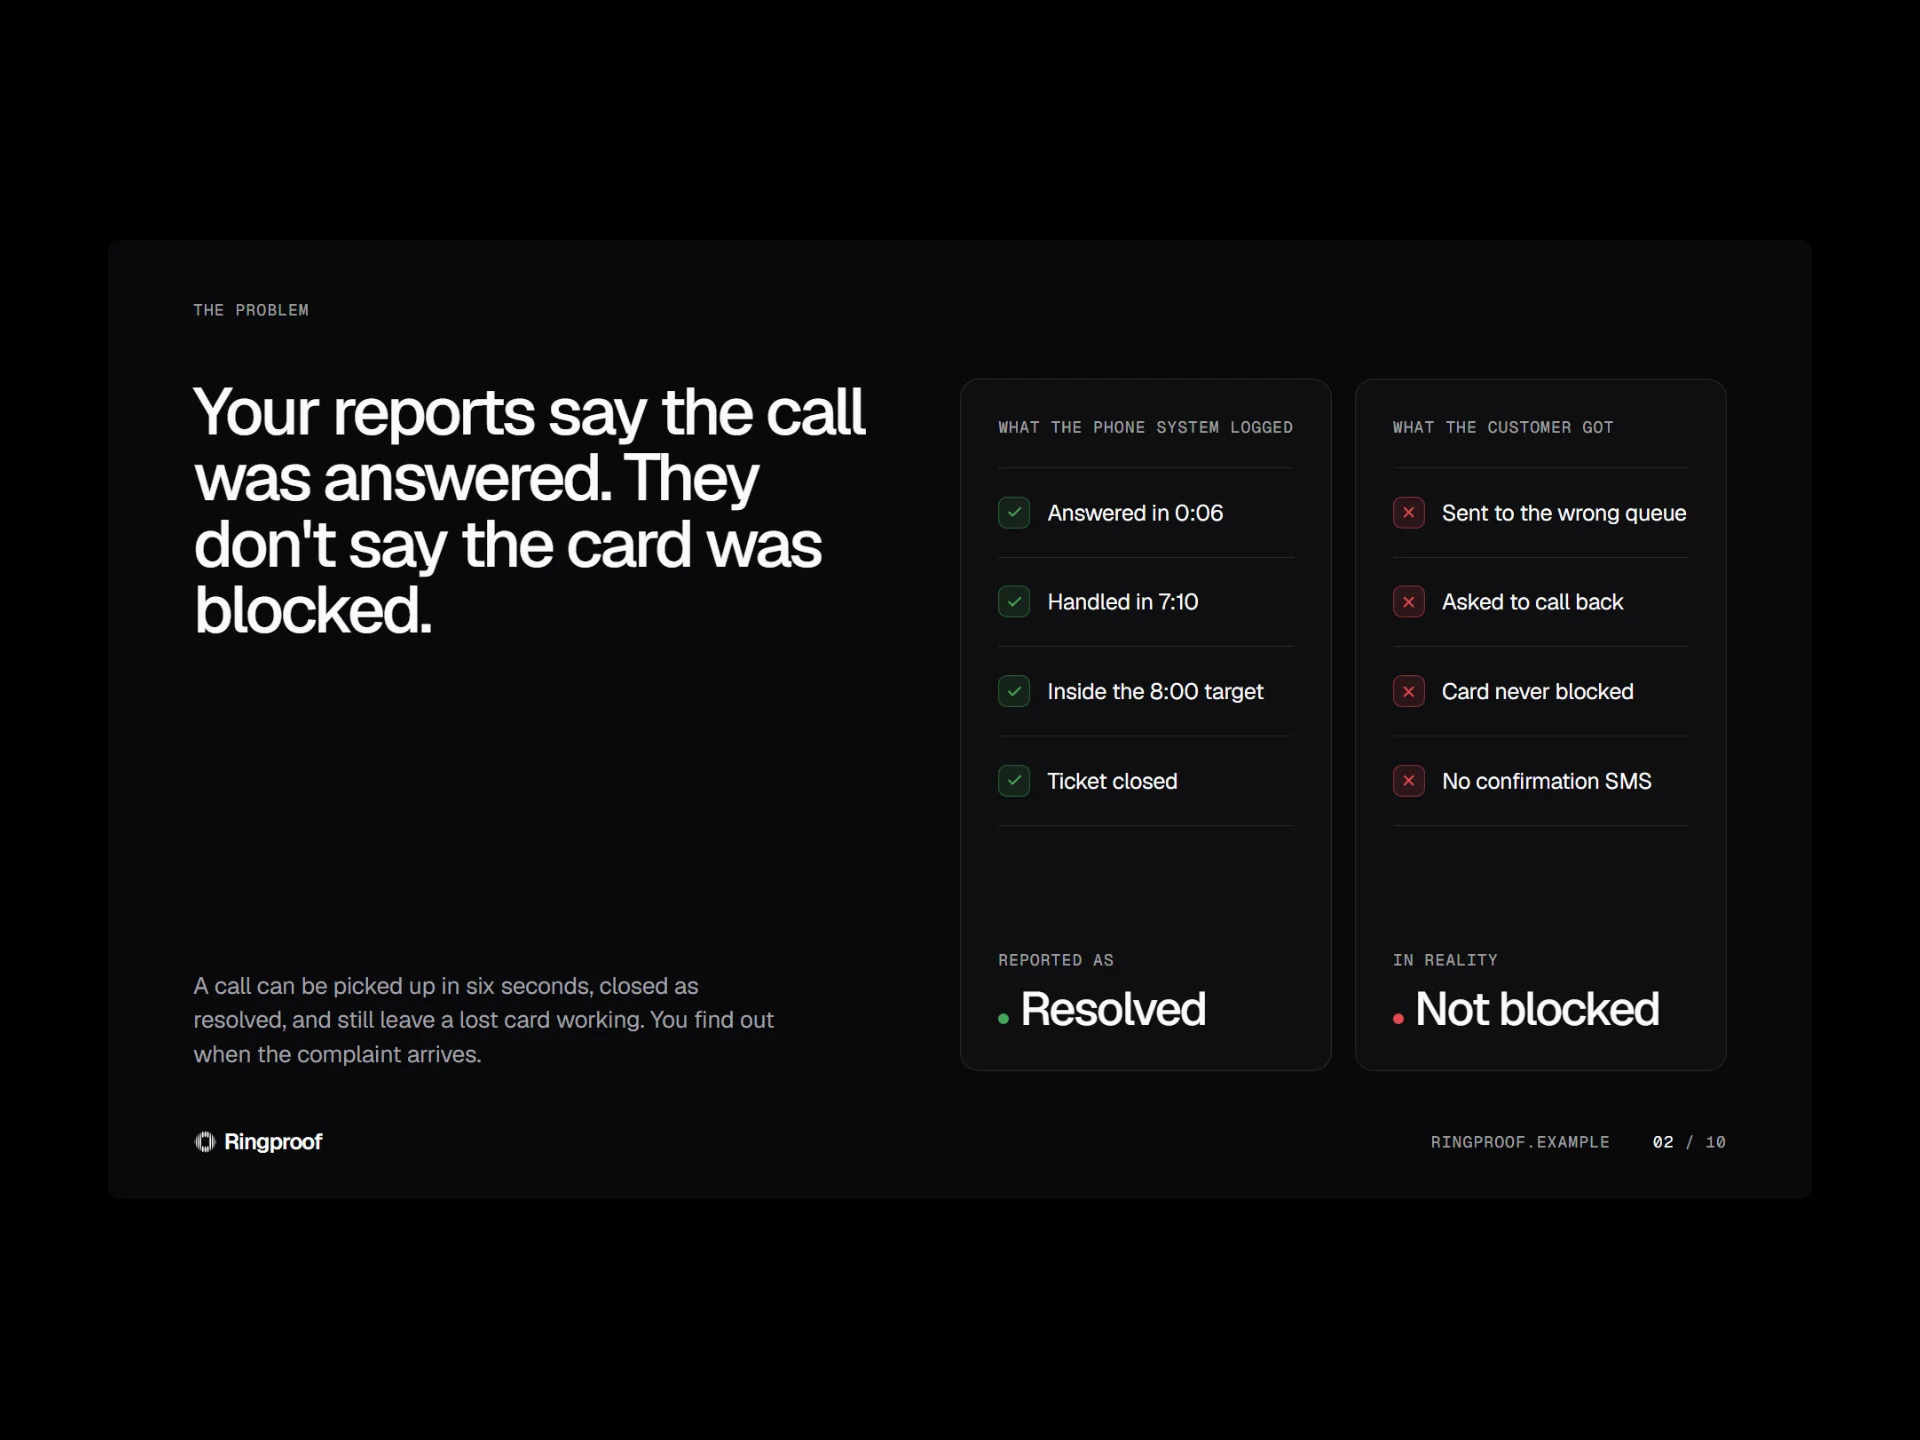 THE PROBLEM
Your reports say the call
was answered. They
don't say the card was
blocked.
A call can be picked up in six seconds, closed as
resolved, and still leave a lost card working. You find out
when the complaint arrives.
WHAT THE PHONE SYSTEM LOGGED
Answered in 0:06
Handled in 7:10
Inside the 8:00 target
Ticket closed
REPORTED AS
Resolved
WHAT THE CUSTOMER GOT
Sent to the wrong queue
Asked to call back
Card never blocked
No confirmation SMS
IN REALITY
Not blocked
Ringproof
RINGPROOF.EXAMPLE
02 / 10